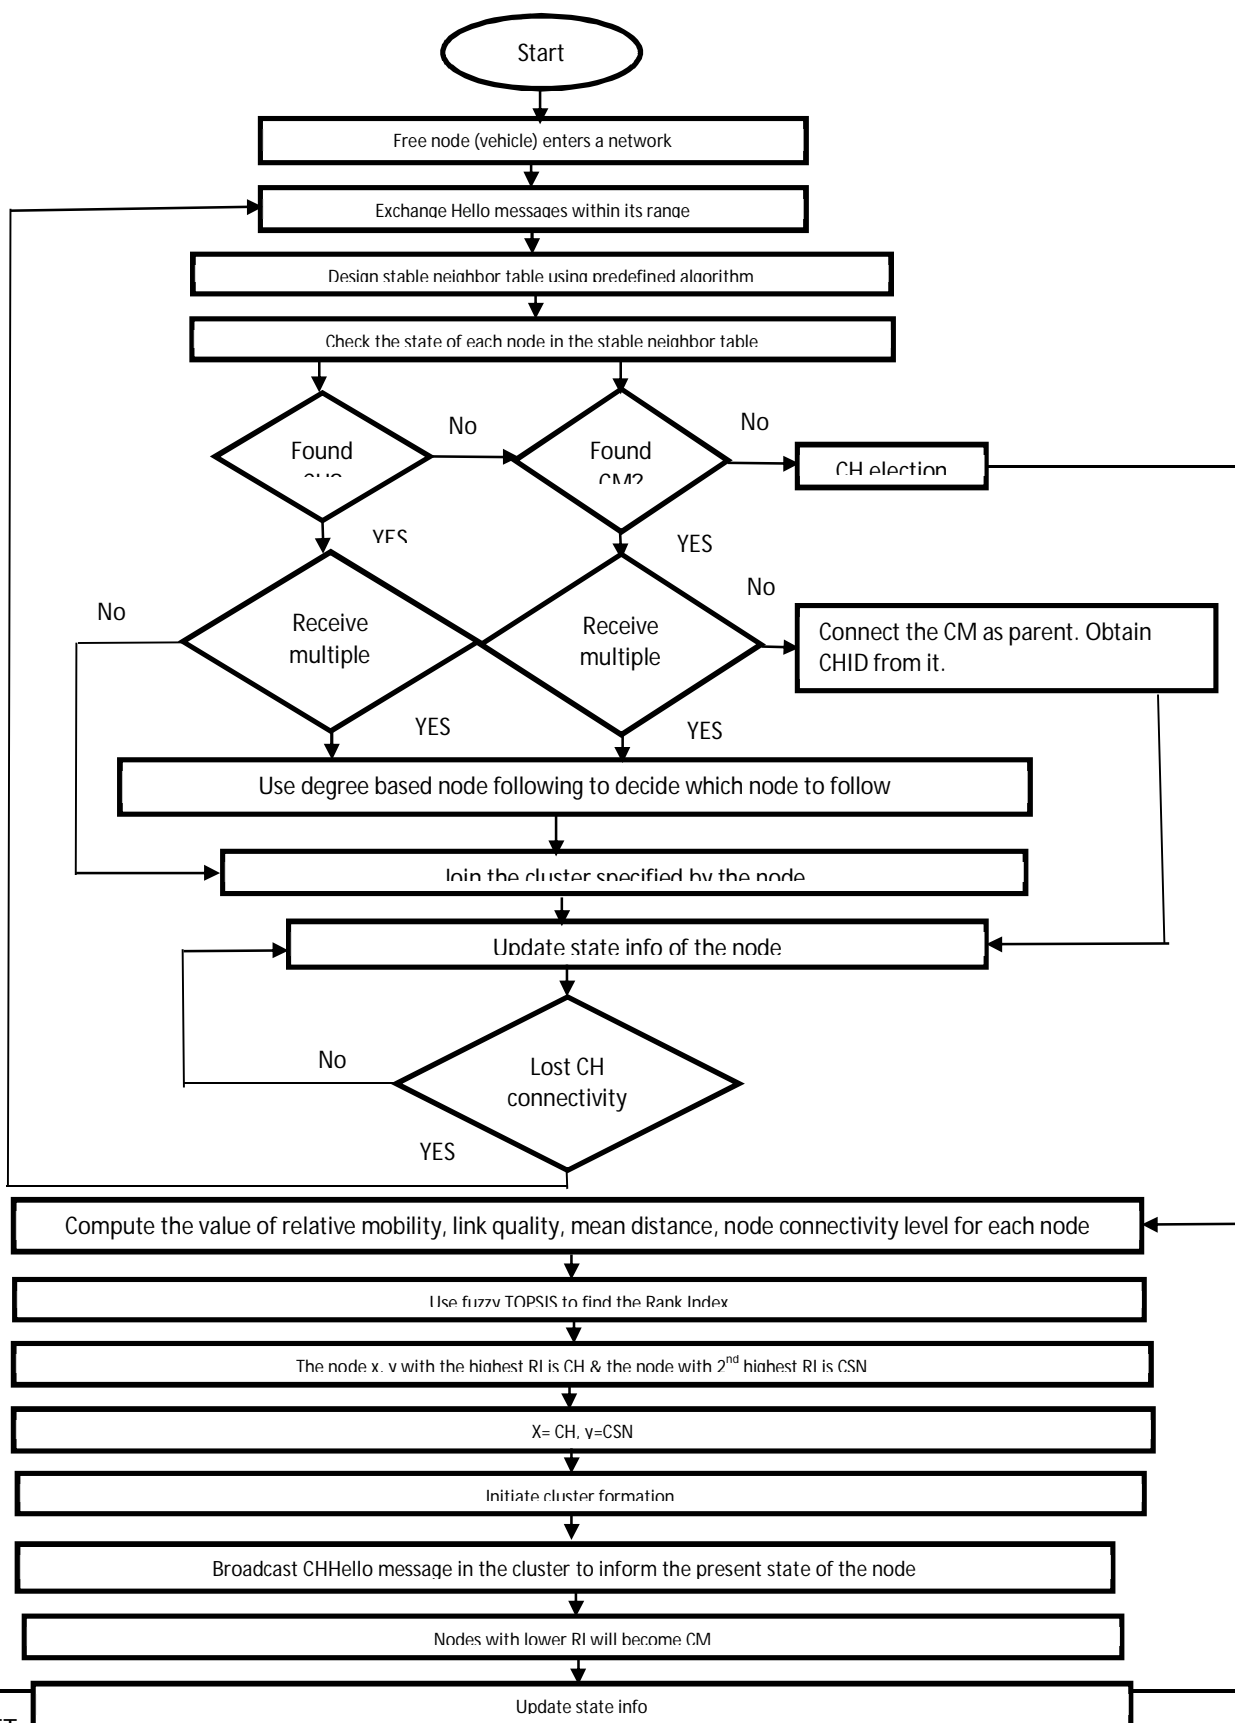 Start
Free node (vehicle) enters a network
Exchange Hello messages within its range
Design stable neighbor table using predefined algorithm
Check the state of each node in the stable neighbor table
No
No
Found
Found
CM?
CH election
YES
YES
No
No
Receive
multiple
Receive
multiple
Connect the CM as parent. Obtain
CHID from it.
YES
YES
Use degree based node following to decide which node to follow
Join the cluster specified by the node
Update state info of the node
No
Lost CH
connectivity
YES
Compute the value of relative mobility, link quality, mean distance, node connectivity level for each node
Use fuzzy TOPSIS to find the Rank Index
The node x, y with the highest RI is CH & the node with 2nd highest RI is CSN
X= CH, y=CSN
Initiate cluster formation
Broadcast CHHello message in the cluster to inform the present state of the node
Nodes with lower RI will become CM
Update state info